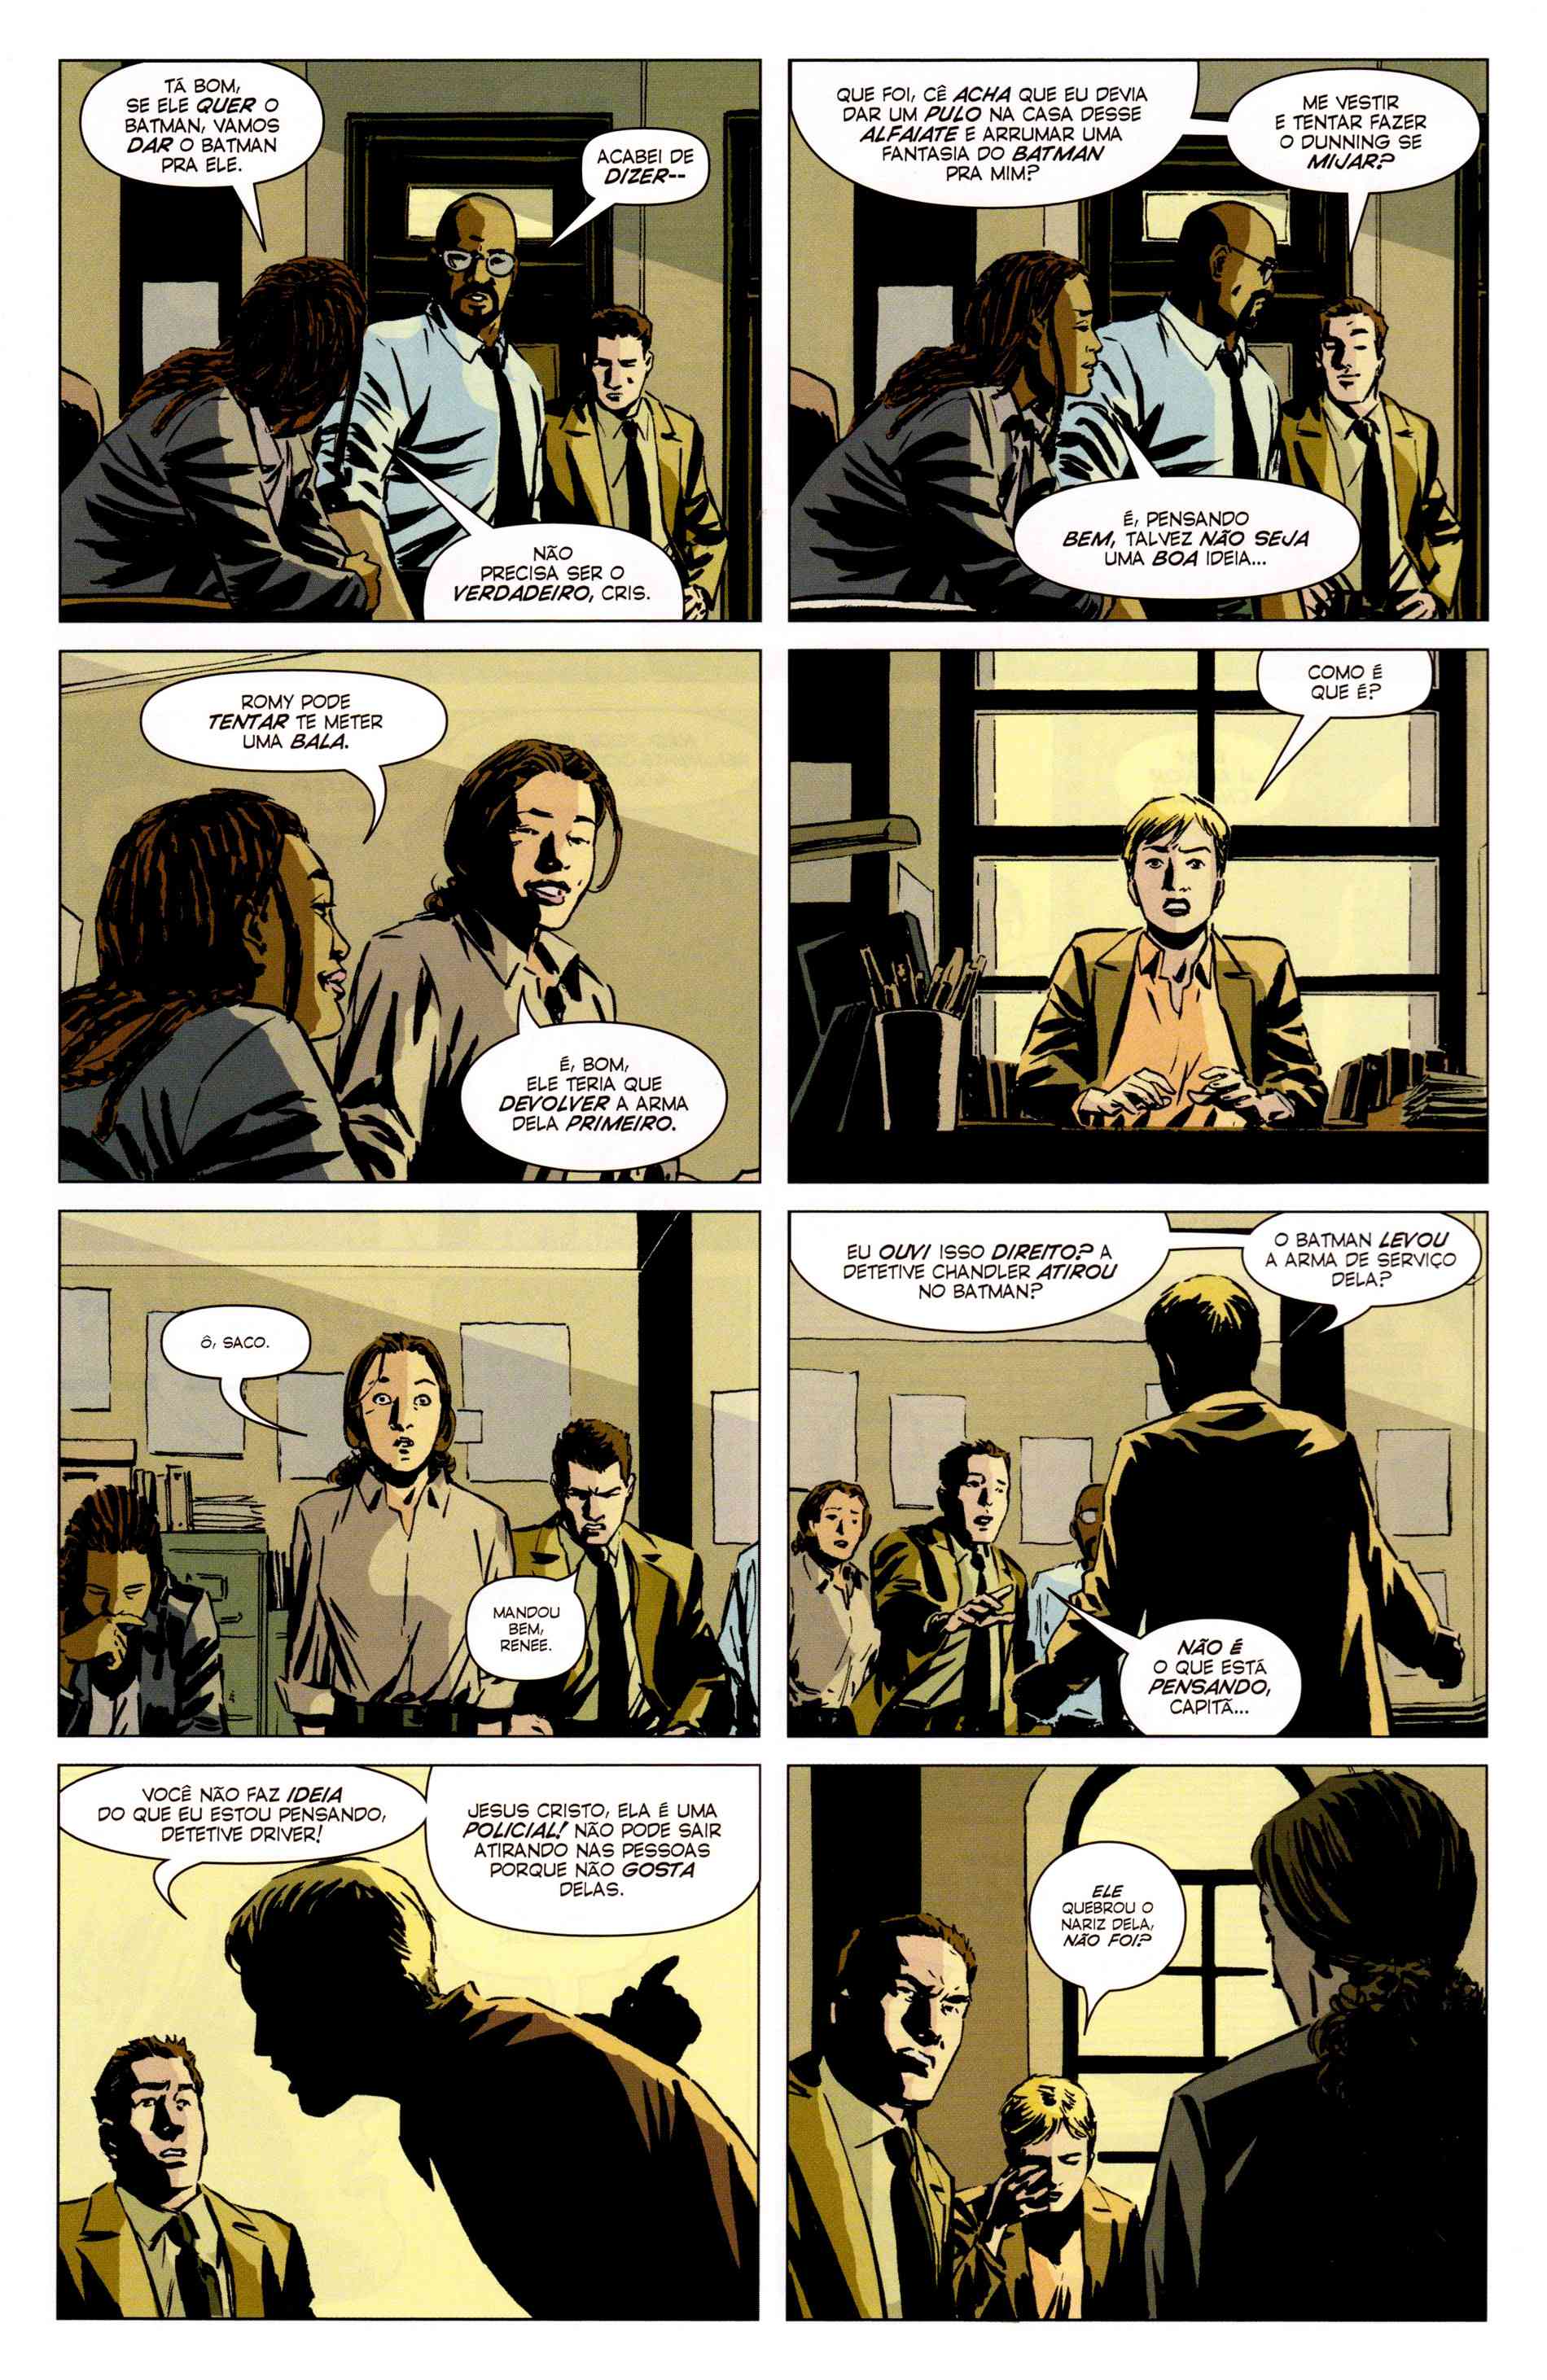 TÁ BOM,
SE ELE QUER O
BATMAN, VAMOS
DAR O BATMAN
PRA ELE.
ACABEI DE
DIZER--
NÃO
PRECISA SER O
VERDADEIRO, CRIS.
QUE FOI, CÊ ACHA QUE EU DEVIA
DAR UM PULO NA CASA DESSE
ALFAIATE E ARRUMAR UMA
FANTASIA DO BATMAN
PRA MIM?
ME VESTIR
E TENTAR FAZER
O DUNNING SE
MIJAR?
É, PENSANDO
BEM, TALVEZ NÃO SEJA
UMA BOA IDEIA...
ROMY PODE
TENTAR TE METER
UMA BALA.
É, BOM,
ELE TERIA QUE
DEVOLVER A ARMA
DELA PRIMEIRO.
COMO É
QUE É?
Ô, SACO.
MANDOU
BEM,
RENEE.
EU OUVI ISSO DIREITO? A
DETETIVE CHANDLER ATIROU
NO BATMAN?
O BATMAN LEVOU
A ARMA DE SERVIÇO
DELA?
NÃO É
O QUE ESTÁ
PENSANDO,
CAPITÃ...
VOCÊ NÃO FAZ IDEIA
DO QUE EU ESTOU PENSANDO,
DETETIVE DRIVER!
JESUS CRISTO, ELA É UMA
POLICIAL! NÃO PODE SAIR
ATIRANDO NAS PESSOAS
PORQUE NÃO GOSTA
DELAS.
ELE
QUEBROU O
NARIZ DELA,
NÃO FOI?